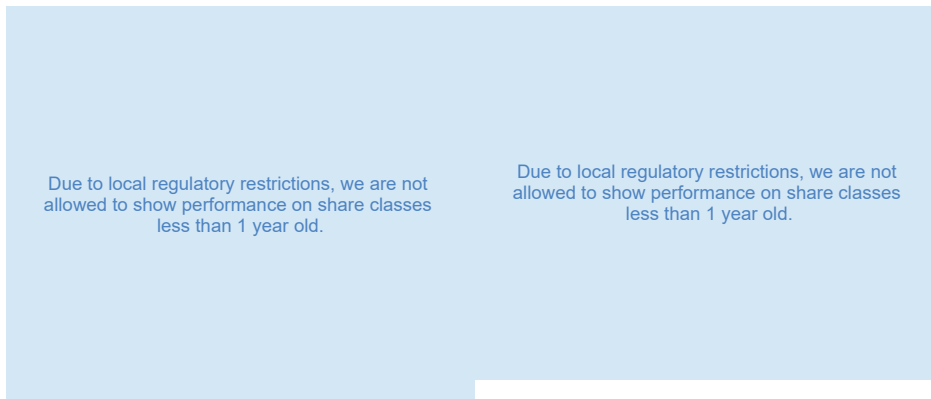 Due to local regulatory restrictions, we are not
allowed to show performance on share classes
less than 1 year old.
Due to local regulatory restrictions, we are not
allowed to show performance on share classes
less than 1 year old.